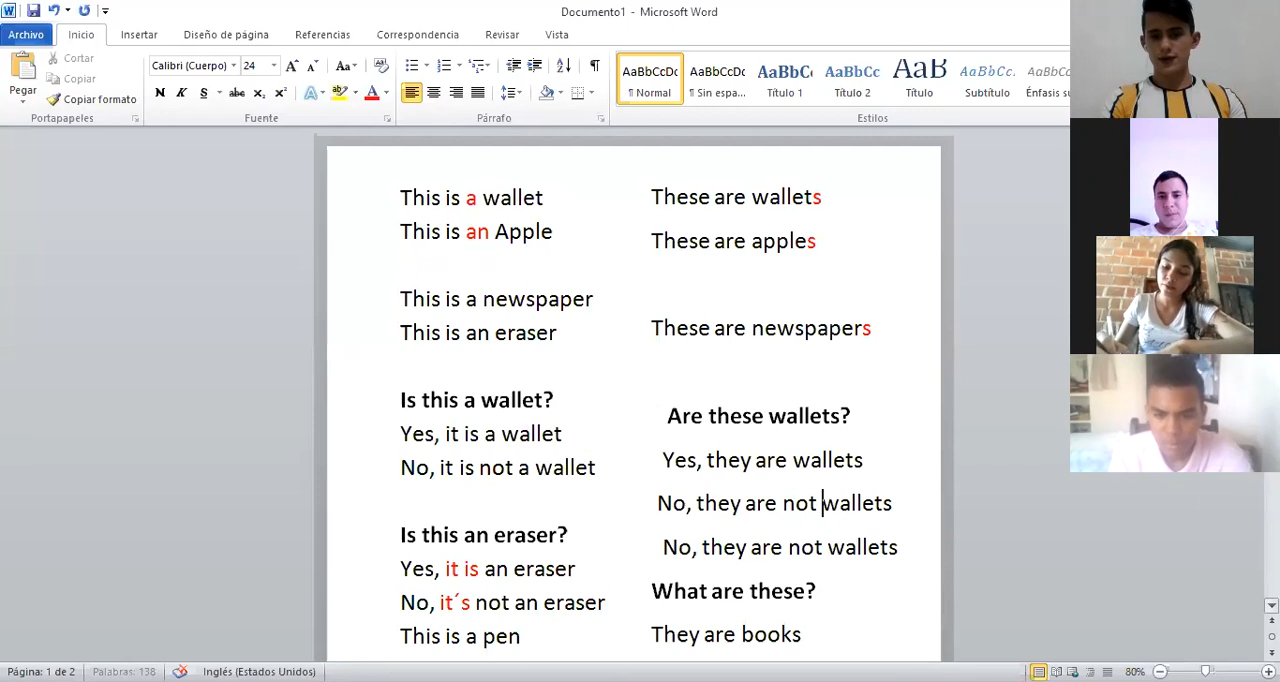 Documento1 - Microsoft Word
Archivo Inicio Insertar Diseño de página Referencias Correspondencia Revisar Vista
Pegar
Cortar
Copiar
Copiar formato
Portapapeles
Calibri (Cuerpo) 24
Fuente
Párrafo
AaBbCcDc AaBbCcDc AaBbC AaBbCc AaB AaBbCc. AaBbCc
¶ Normal ¶ Sin espa... Título 1 Título 2 Título Subtítulo Énfasis su
Estilos
This is a wallet
This is an Apple
This is a newspaper
This is an eraser
Is this a wallet?
Yes, it is a wallet
No, it is not a wallet
Is this an eraser?
Yes, it is an eraser
No, it´s not an eraser
This is a pen
These are wallets
These are apples
These are newspapers
Are these wallets?
Yes, they are wallets
No, they are not wallets
No, they are not wallets
What are these?
They are books
Página: 1 de 2 Palabras: 138 Inglés (Estados Unidos) 80%